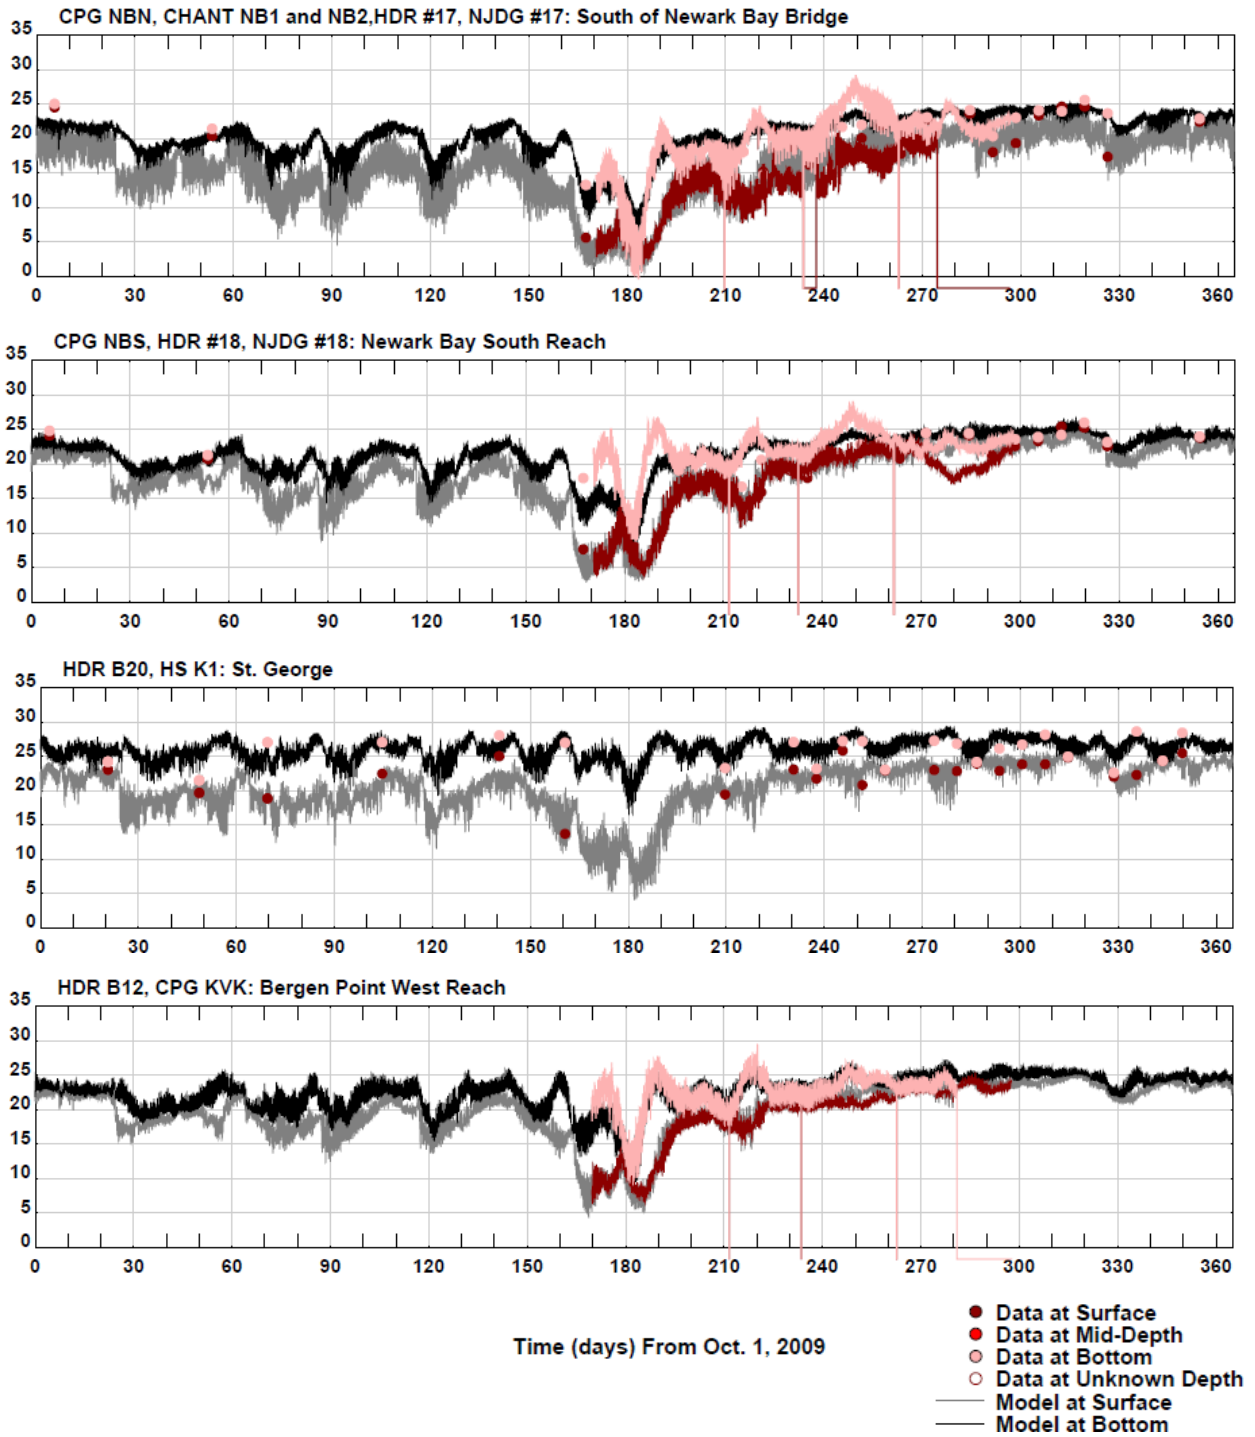 CPG NBN, CHANT NB1 and NB2,HDR #17, NJDG #17: South of Newark Bay Bridge
35
30
25
20
15
10
5
0
0 30 60 90 120 150 180 210 240 270 300 330 360
CPG NBS, HDR #18, NJDG #18: Newark Bay South Reach
35
30
25
20
15
10
5
0
0 30 60 90 120 150 180 210 240 270 300 330 360
HDR B20, HS K1: St. George
35
30
25
20
15
10
5
0
0 30 60 90 120 150 180 210 240 270 300 330 360
HDR B12, CPG KVK: Bergen Point West Reach
35
30
25
20
15
10
5
0
0 30 60 90 120 150 180 210 240 270 300 330 360
Time (days) From Oct. 1, 2009
Data at Surface
Data at Mid-Depth
Data at Bottom
Data at Unknown Depth
Model at Surface
Model at Bottom